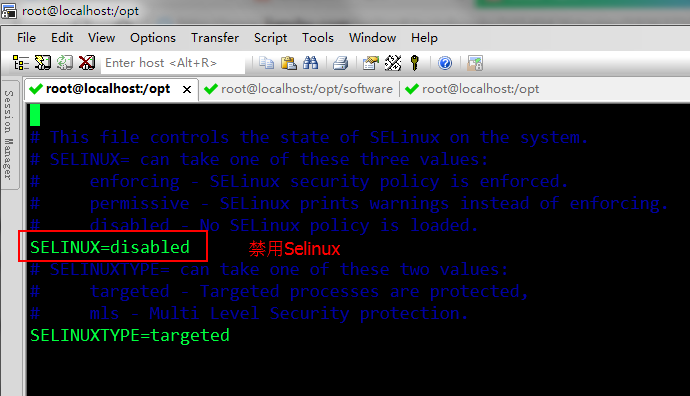 root@localhost:/opt
File Edit View Options Transfer Script Tools Window Help
Enter host <Alt+R>
Session Manager
root@localhost:/opt x root@localhost:/opt/software root@localhost:/opt
# This file controls the state of SELinux on the system.
# SELINUX= can take one of these three values:
#     enforcing - SELinux security policy is enforced.
#     permissive - SELinux prints warnings instead of enforcing.
#     disabled - No SELinux policy is loaded.
SELINUX=disabled 禁用Selinux
# SELINUXTYPE= can take one of these two values:
#     targeted - Targeted processes are protected,
#     mls - Multi Level Security protection.
SELINUXTYPE=targeted